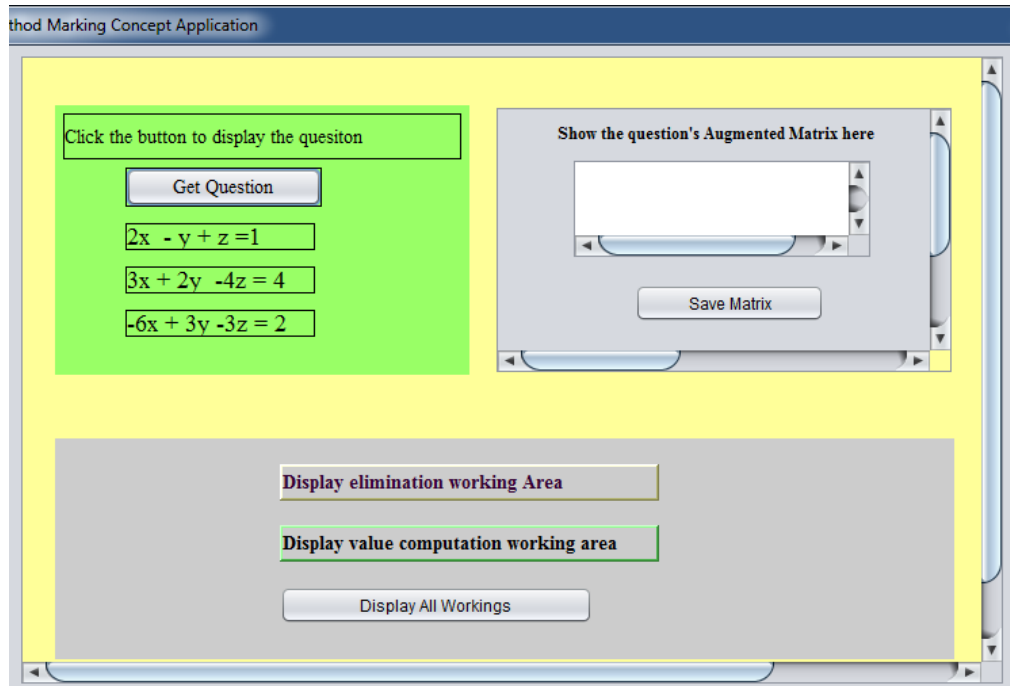 thod Marking Concept Application
Click the button to display the quesiton
Get Question
2x - y + z =1
3x + 2y -4z = 4
-6x + 3y -3z = 2
Show the question's Augmented Matrix here
Save Matrix
Display elimination working Area
Display value computation working area
Display All Workings